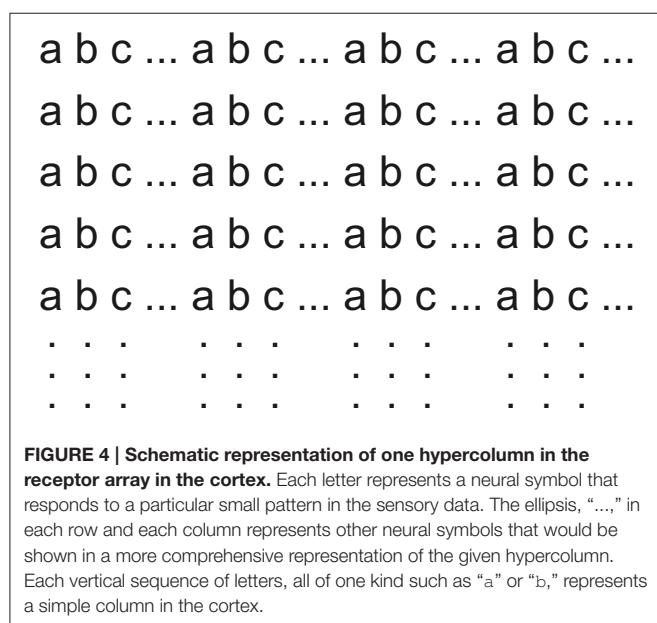 a b c ... a b c ... a b c ... a b c ...
a b c ... a b c ... a b c ... a b c ...
a b c ... a b c ... a b c ... a b c ...
a b c ... a b c ... a b c ... a b c ...
a b c ... a b c ... a b c ... a b c ...
. . . . . . . . . . . .
. . . . . . . . . . . .
. . . . . . . . . . . .
FIGURE 4 | Schematic representation of one hypercolumn in the
receptor array in the cortex. Each letter represents a neural symbol that
responds to a particular small pattern in the sensory data. The ellipsis, “...,” in
each row and each column represents other neural symbols that would be
shown in a more comprehensive representation of the given hypercolumn.
Each vertical sequence of letters, all of one kind such as “a” or “b,” represents
a simple column in the cortex.